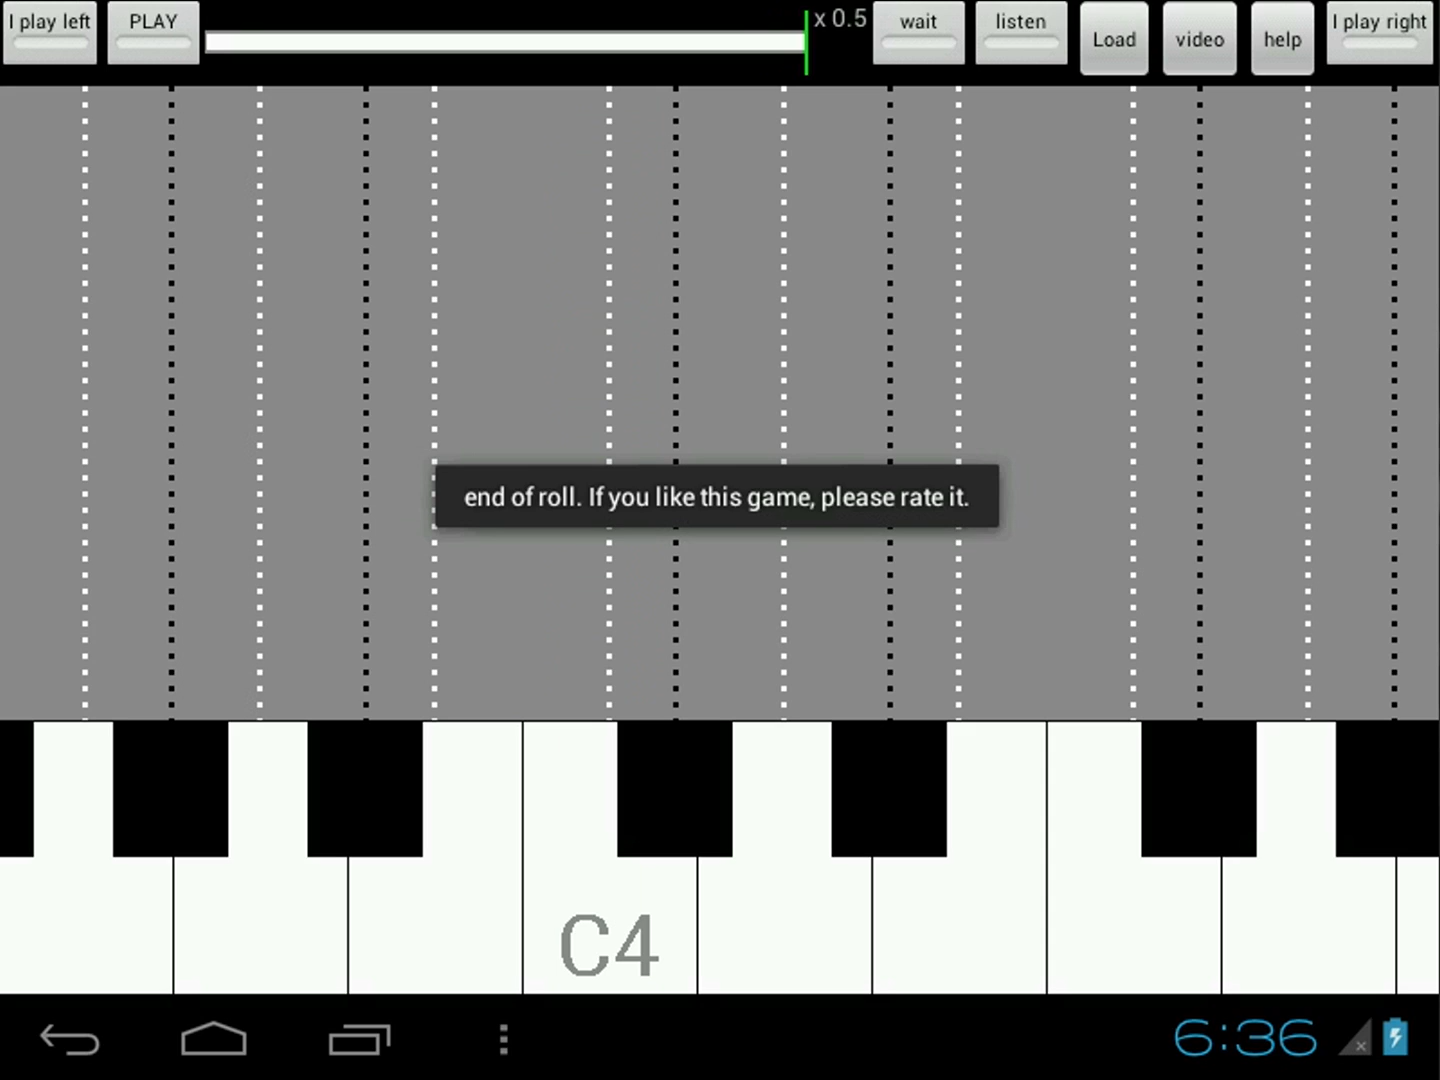 I play left
PLAY
x 0.5
wait
listen
Load
video
help
I play right
end of roll. If you like this game, please rate it.
C4
6:36